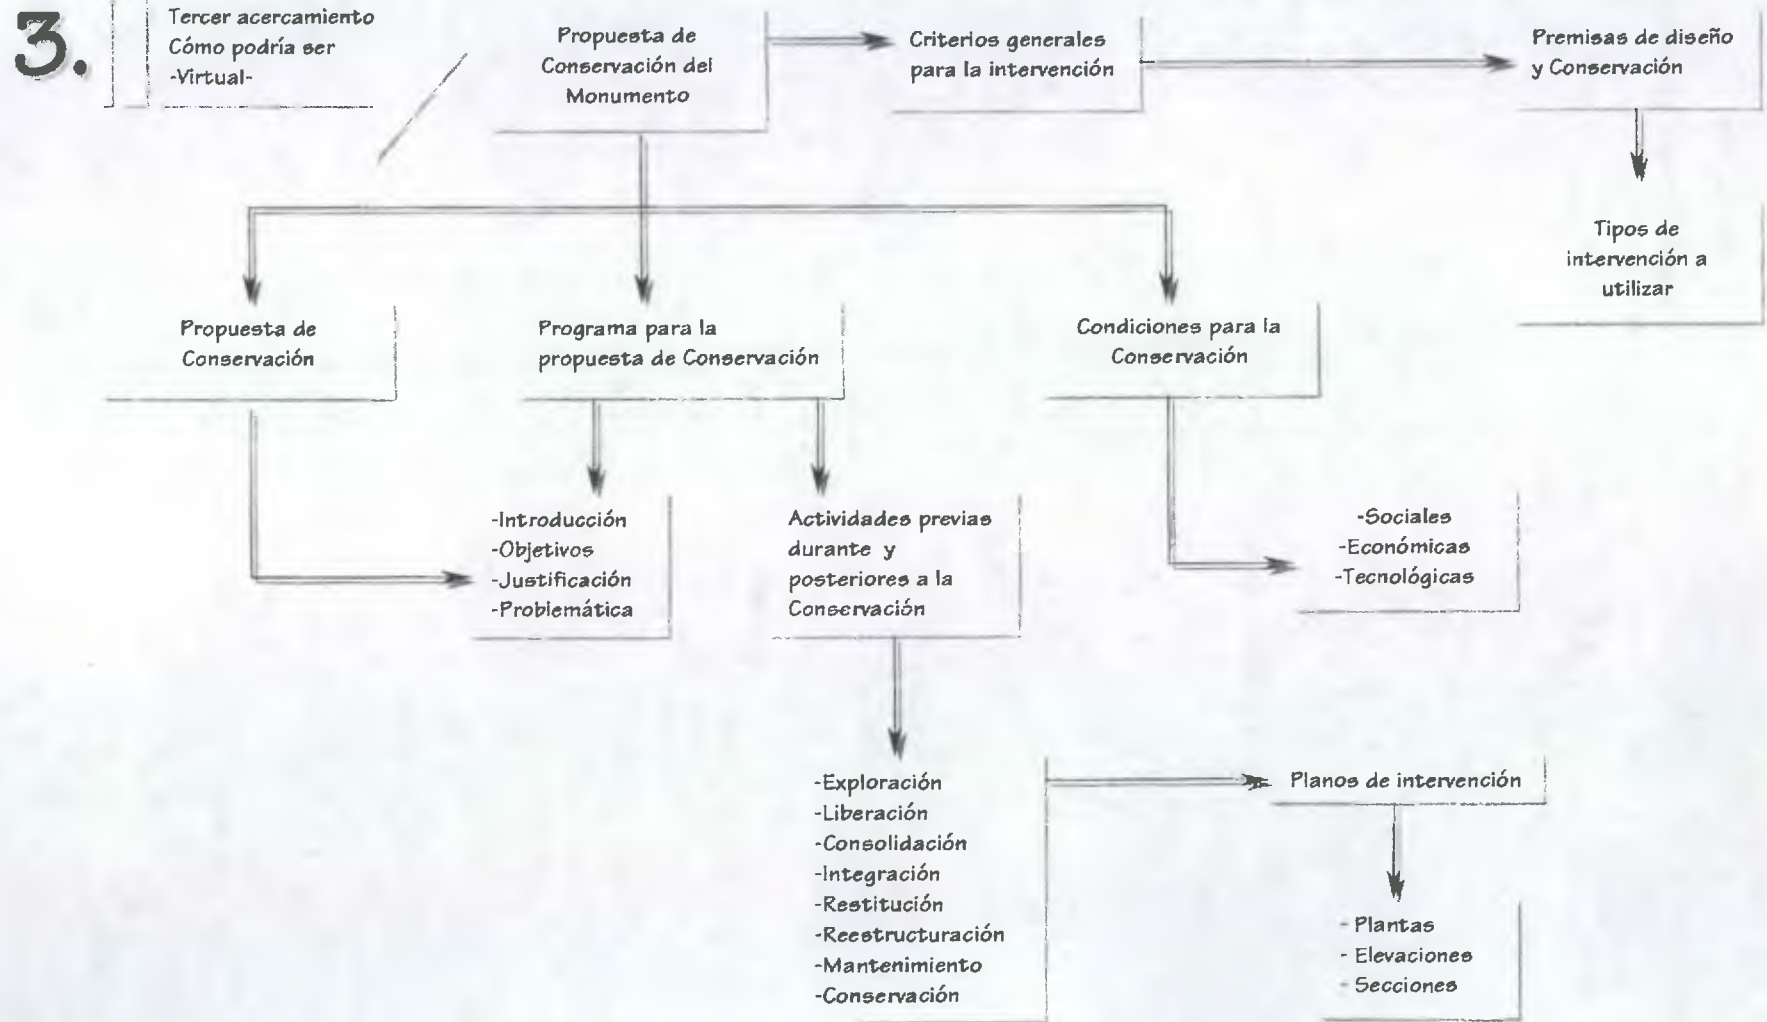 3.
Tercer acercamiento
Cómo podría ser
-Virtual-
Propuesta de
Conservación del
Monumento
Criterios generales
para la intervención
Premisas de diseño
y Conservación
Tipos de
intervención a
utilizar
Propuesta de
Conservación
Programa para la
propuesta de Conservación
Condiciones para la
Conservación
-Introducción
-Objetivos
-Justificación
-Problemática
Actividades previas
durante y
posteriores a la
Conservación
-Sociales
-Económicas
-Tecnológicas
-Exploración
-Liberación
-Consolidación
-Integración
-Restitución
-Reestructuración
-Mantenimiento
-Conservación
Planos de intervención
- Plantas
- Elevaciones
- Secciones